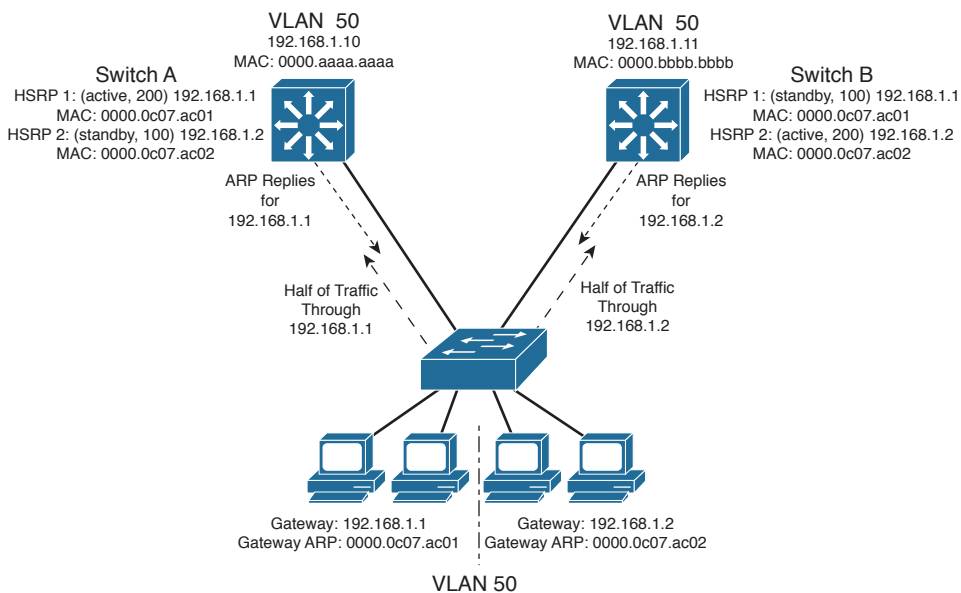 VLAN 50
192.168.1.10
MAC: 0000.aaaa.aaaa
VLAN 50
192.168.1.11
MAC: 0000.bbbb.bbbb
Switch A
HSRP 1: (active, 200) 192.168.1.1
MAC: 0000.0c07.ac01
HSRP 2: (standby, 100) 192.168.1.2
MAC: 0000.0c07.ac02
Switch B
HSRP 1: (standby, 100) 192.168.1.1
MAC: 0000.0c07.ac01
HSRP 2: (active, 200) 192.168.1.2
MAC: 0000.0c07.ac02
ARP Replies
for
192.168.1.1
ARP Replies
for
192.168.1.2
Half of Traffic
Through
192.168.1.1
Half of Traffic
Through
192.168.1.2
Gateway: 192.168.1.1
Gateway ARP: 0000.0c07.ac01
Gateway: 192.168.1.2
Gateway ARP: 0000.0c07.ac02
VLAN 50